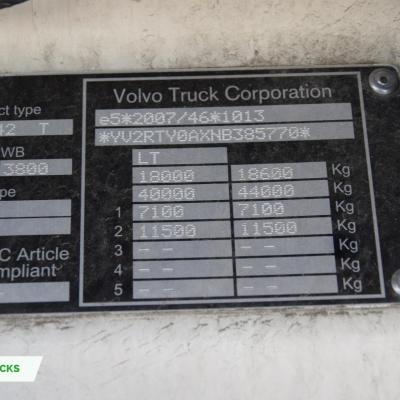 Volvo Truck Corporation
e5*2007/46*1013
*YV2RTY0AXNB385770*
LT
18000 18600 Kg
40000 44000 Kg
1 7100 7100 Kg
2 11500 11500 Kg
3 -- -- Kg
4 -- -- Kg
5 -- -- Kg
ct type
42 T
WB
3800
pe
C Article
mpliant
-
CKS